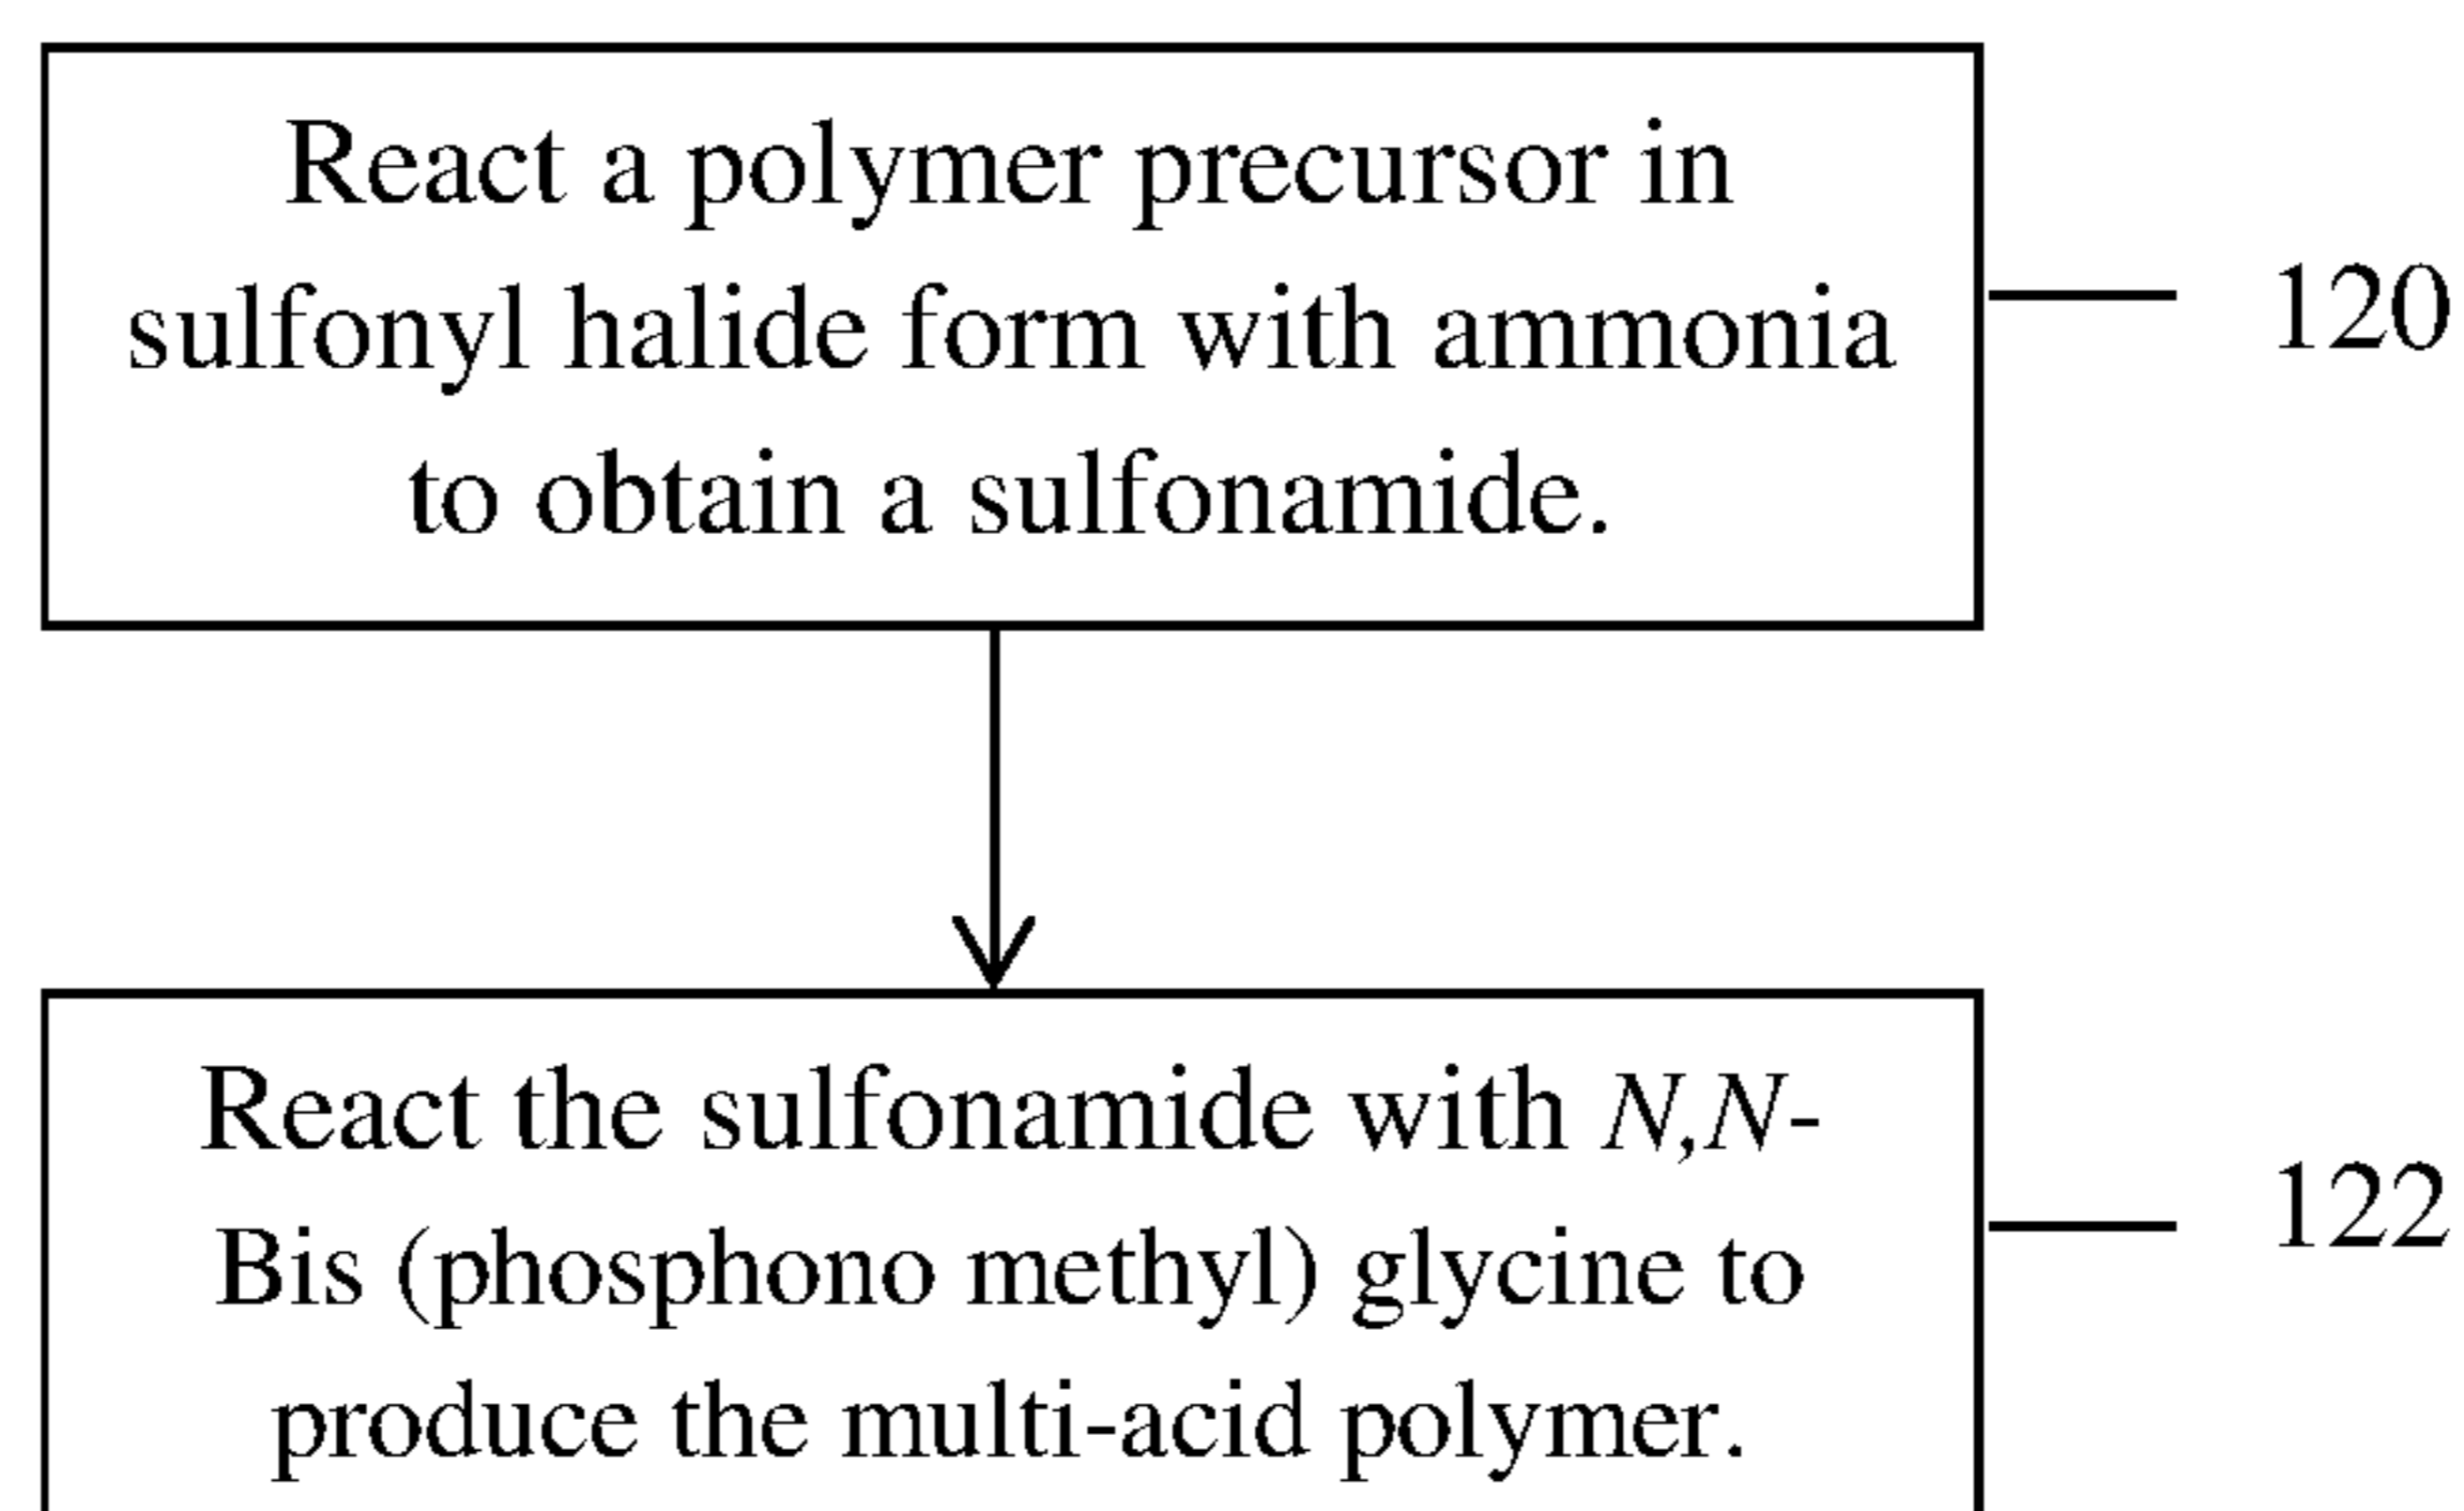 React a polymer precursor in
sulfonyl halide form with ammonia
to obtain a sulfonamide.
120
React the sulfonamide with N,N-
Bis (phosphono methyl) glycine to
produce the multi-acid polymer.
122